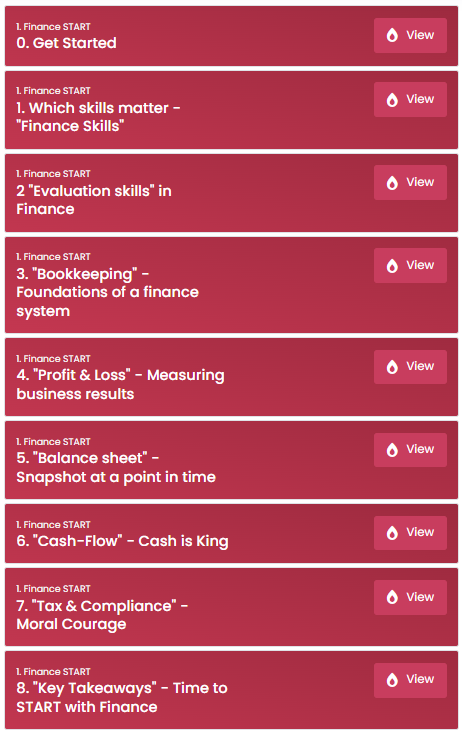 1. Finance START
0. Get Started
View
1. Finance START
1. Which skills matter -
"Finance Skills"
View
1. Finance START
2 "Evaluation skills" in
Finance
View
1. Finance START
3. "Bookkeeping" -
Foundations of a finance
system
View
1. Finance START
4. "Profit & Loss" - Measuring
business results
View
1. Finance START
5. "Balance sheet" -
Snapshot at a point in time
View
1. Finance START
6. "Cash-Flow" - Cash is King
View
1. Finance START
7. "Tax & Compliance" -
Moral Courage
View
1. Finance START
8. "Key Takeaways" - Time to
START with Finance
View